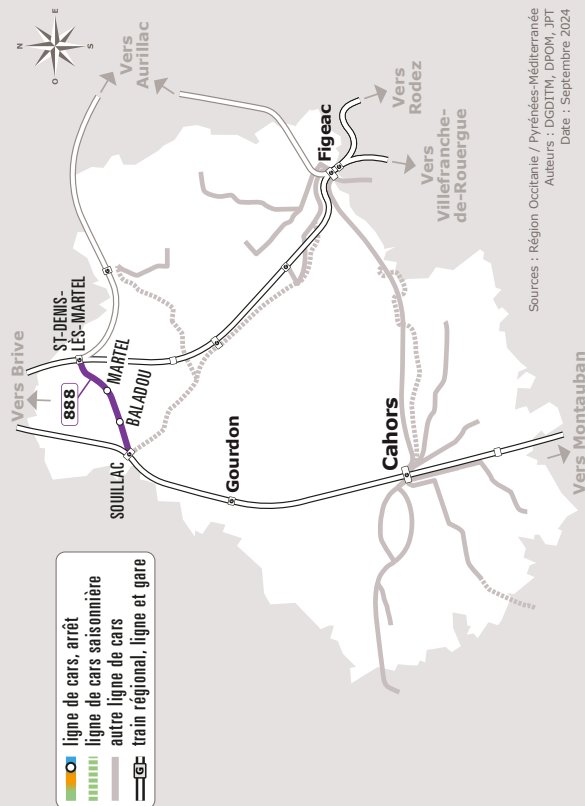 N
E
S
O
Vers
Aurillac
Vers
Rodez
Vers
Villefranche-
de-Rouergue
Figeac
Vers Brive
ST-DENIS-
LÈS-MARTEL
888
MARTEL
BALADOU
SOUILLAC
Gourdon
Cahors
Vers Montauban
ligne de cars, arrêt
ligne de cars saisonnière
autre ligne de cars
G
train régional, ligne et gare
Sources : Région Occitanie / Pyrénées-Méditerranée
Auteurs : DGDITM, DPOM, JPT
Date : Septembre 2024